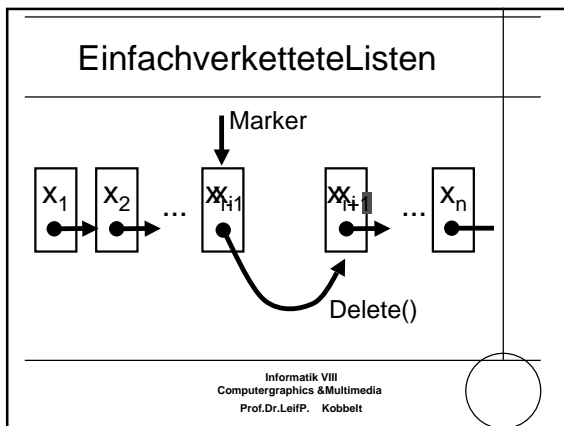 EinfachverketteteListen
Marker
x1 x2 ... ... xn
Delete()
Informatik VIII
Computergraphics &Multimedia
Prof.Dr.LeifP. Kobbelt